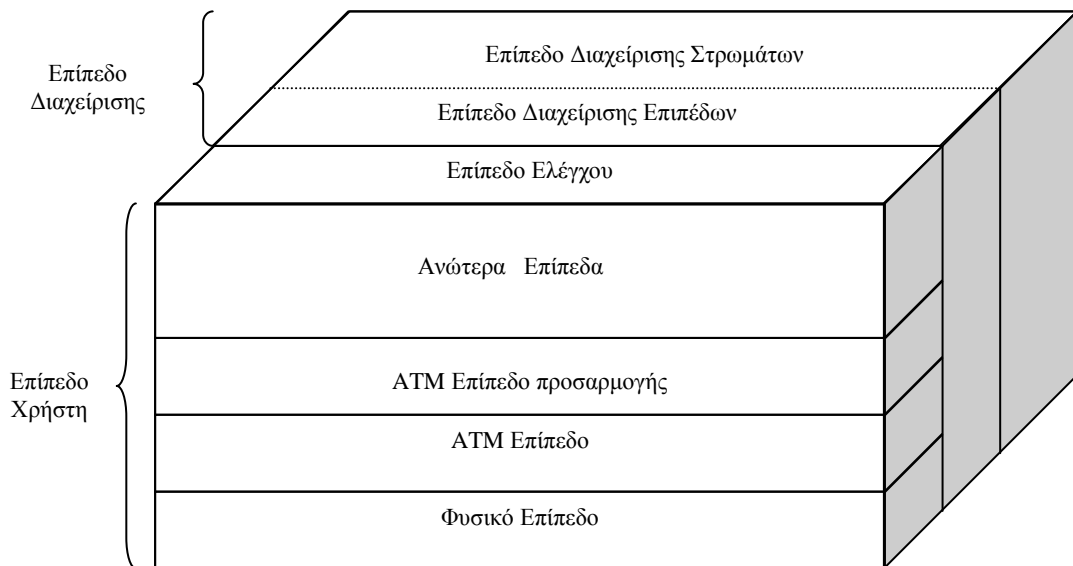 Επίπεδο Διαχείρισης Στρωμάτων
Επίπεδο
Διαχείρισης
Επίπεδο Διαχείρισης Επιπέδων
Επίπεδο Ελέγχου
Ανώτερα Επίπεδα
Επίπεδο
Χρήστη
ATM Επίπεδο προσαρμογής
ATM Επίπεδο
Φυσικό Επίπεδο